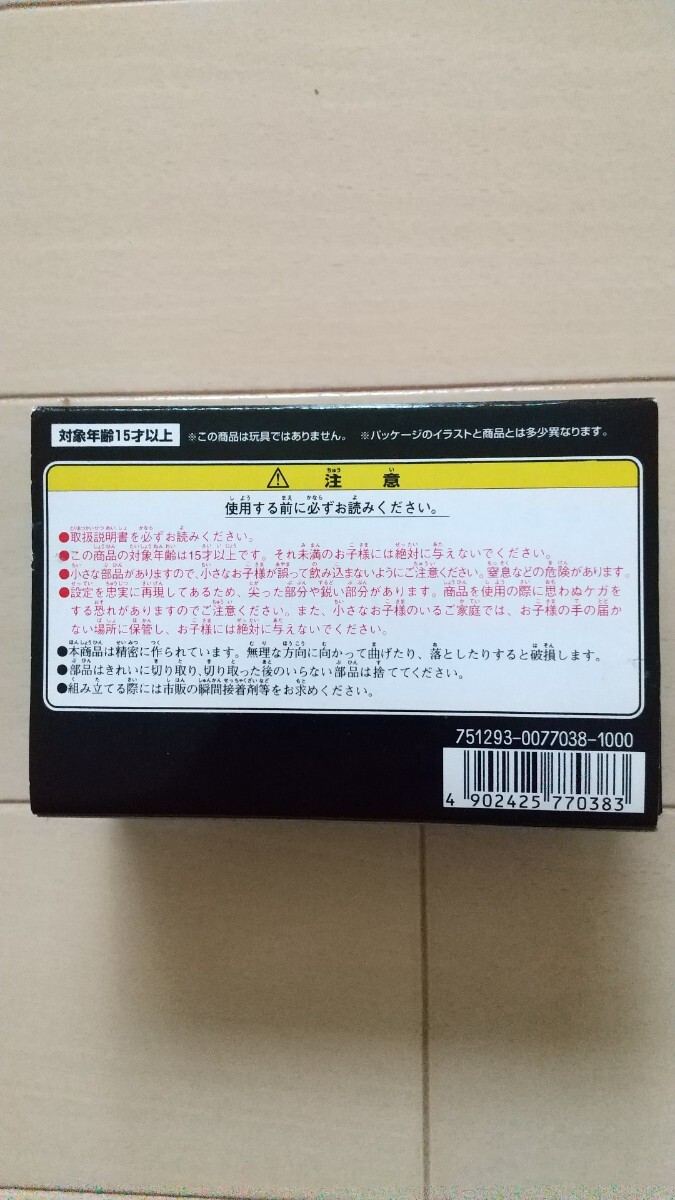 対象年齢15才以上 ※この商品は玩具ではありません。 ※パッケージのイラストと商品とは多少異なります。
注意
使用する前に必ずお読みください。
●取扱説明書を必ずお読みください。
●この商品の対象年齢は15才以上です。それ未満のお子様には絶対に与えないでください。
●小さな部品がありますので、小さなお子様が誤って飲み込まないようにご注意ください。窒息などの危険があります。
●設定を忠実に再現してあるため、尖った部分や鋭い部分があります。商品を使用の際に思わぬケガを
する恐れがありますのでご注意ください。また、小さなお子様のいるご家庭では、お子様の手の届か
ない場所に保管し、お子様には絶対に与えないでください。
●本商品は精密に作られています。無理な方向に向かって曲げたり、落としたりすると破損します。
●部品はきれいに切り取り、切り取った後のいらない部品は捨ててください。
●組み立てる際には市販の瞬間接着剤等をお求めください。
751293-0077038-1000
4 902425 770383